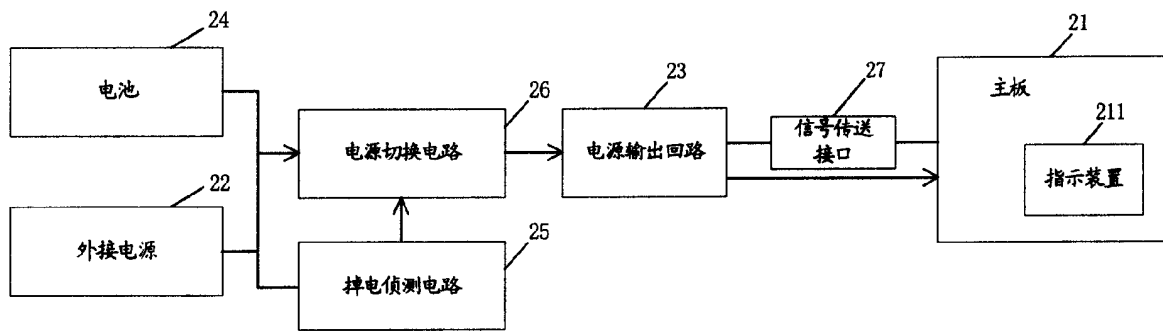 24
电池
22
外接电源
26
电源切换电路
25
掉电侦测电路
23
电源输出回路
27
信号传送
接口
21
主板
211
指示装置